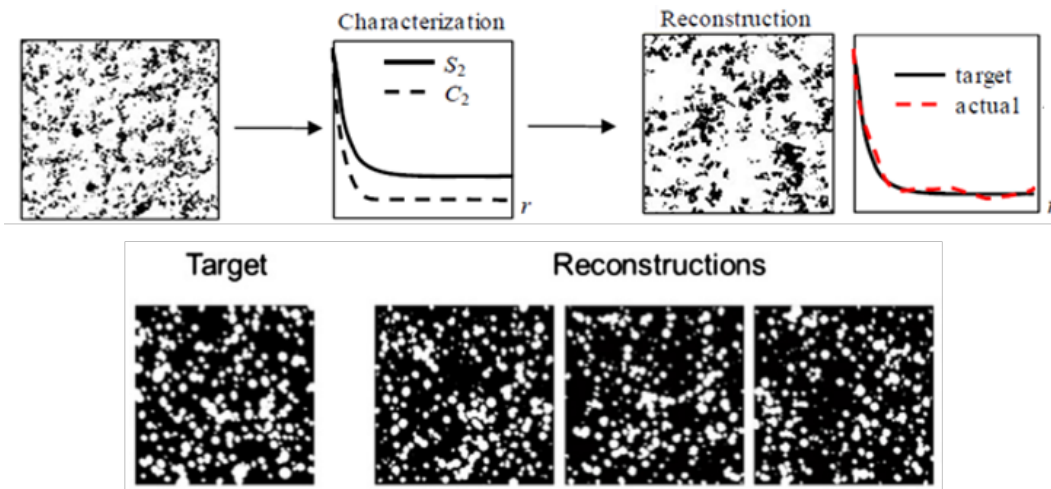 Characterization
Reconstruction
S₂
C₂
r
target
actual
Target
Reconstructions